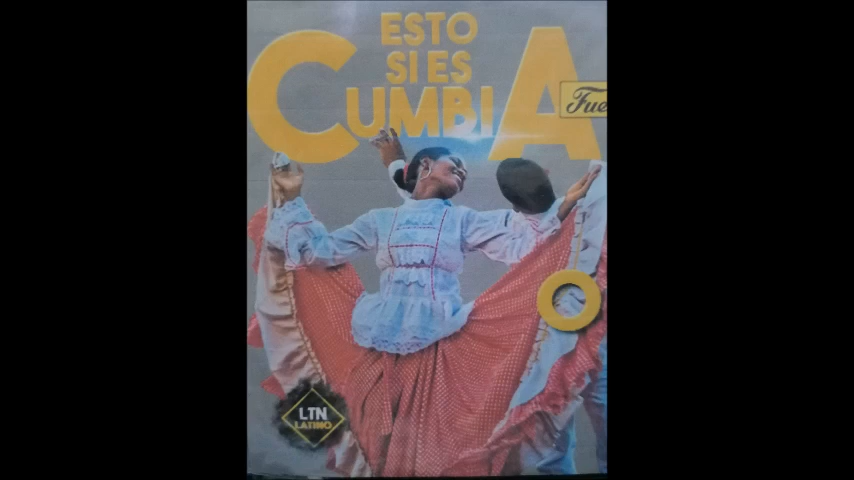 ESTO
SI ES
CUMBIA
Fue
LTN
LATINO